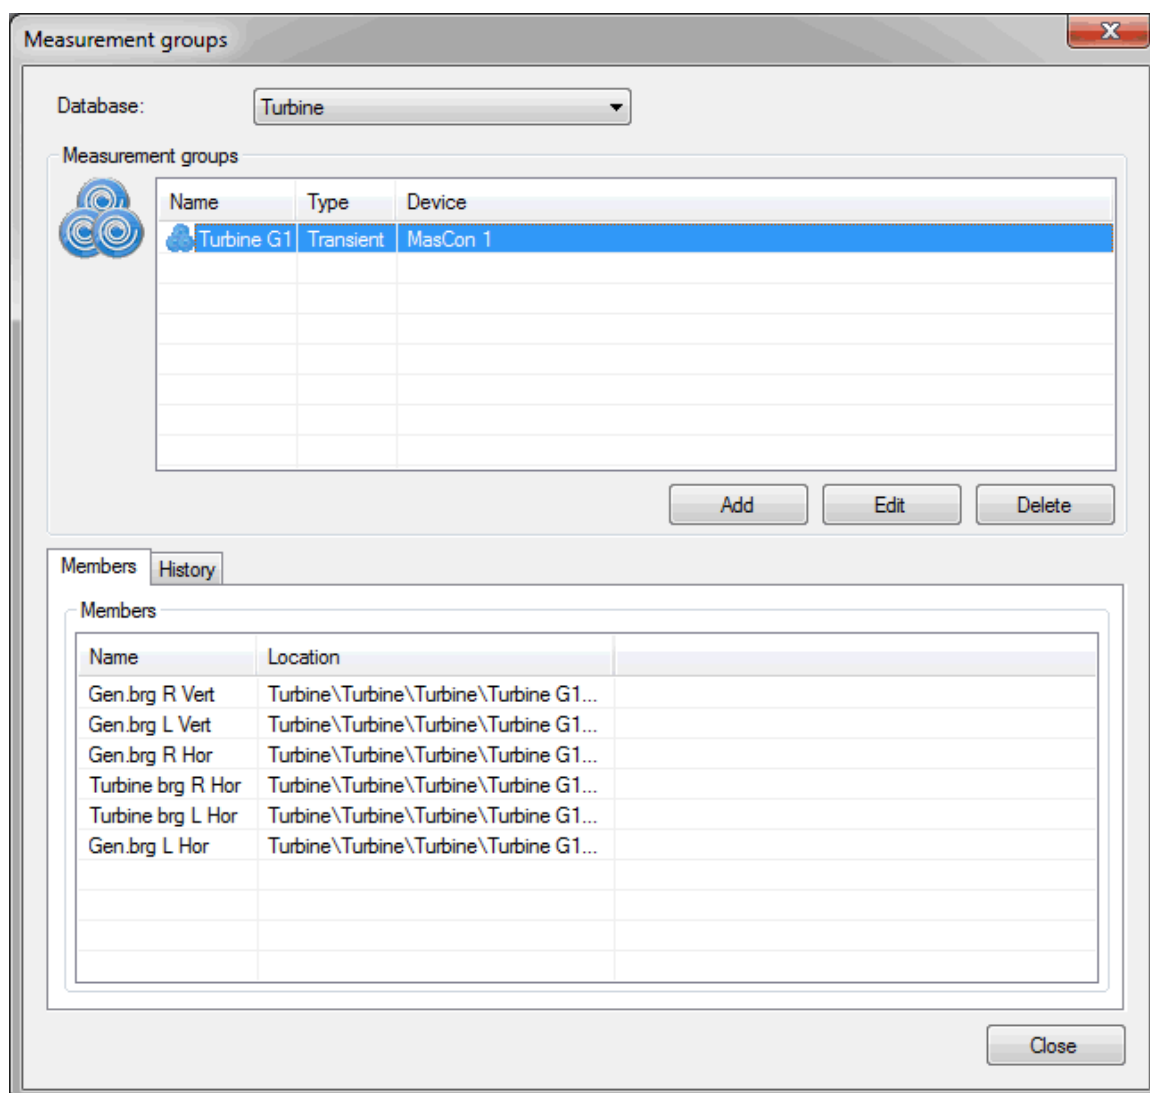 Measurement groups
Database: Turbine
Measurement groups
Name Type Device
Turbine G1 Transient MasCon 1
Add Edit Delete
Members History
Members
Name Location
Gen.brg R Vert Turbine\Turbine\Turbine\Turbine G1...
Gen.brg L Vert Turbine\Turbine\Turbine\Turbine G1...
Gen.brg R Hor Turbine\Turbine\Turbine\Turbine G1...
Turbine brg R Hor Turbine\Turbine\Turbine\Turbine G1...
Turbine brg L Hor Turbine\Turbine\Turbine\Turbine G1...
Gen.brg L Hor Turbine\Turbine\Turbine\Turbine G1...
Close